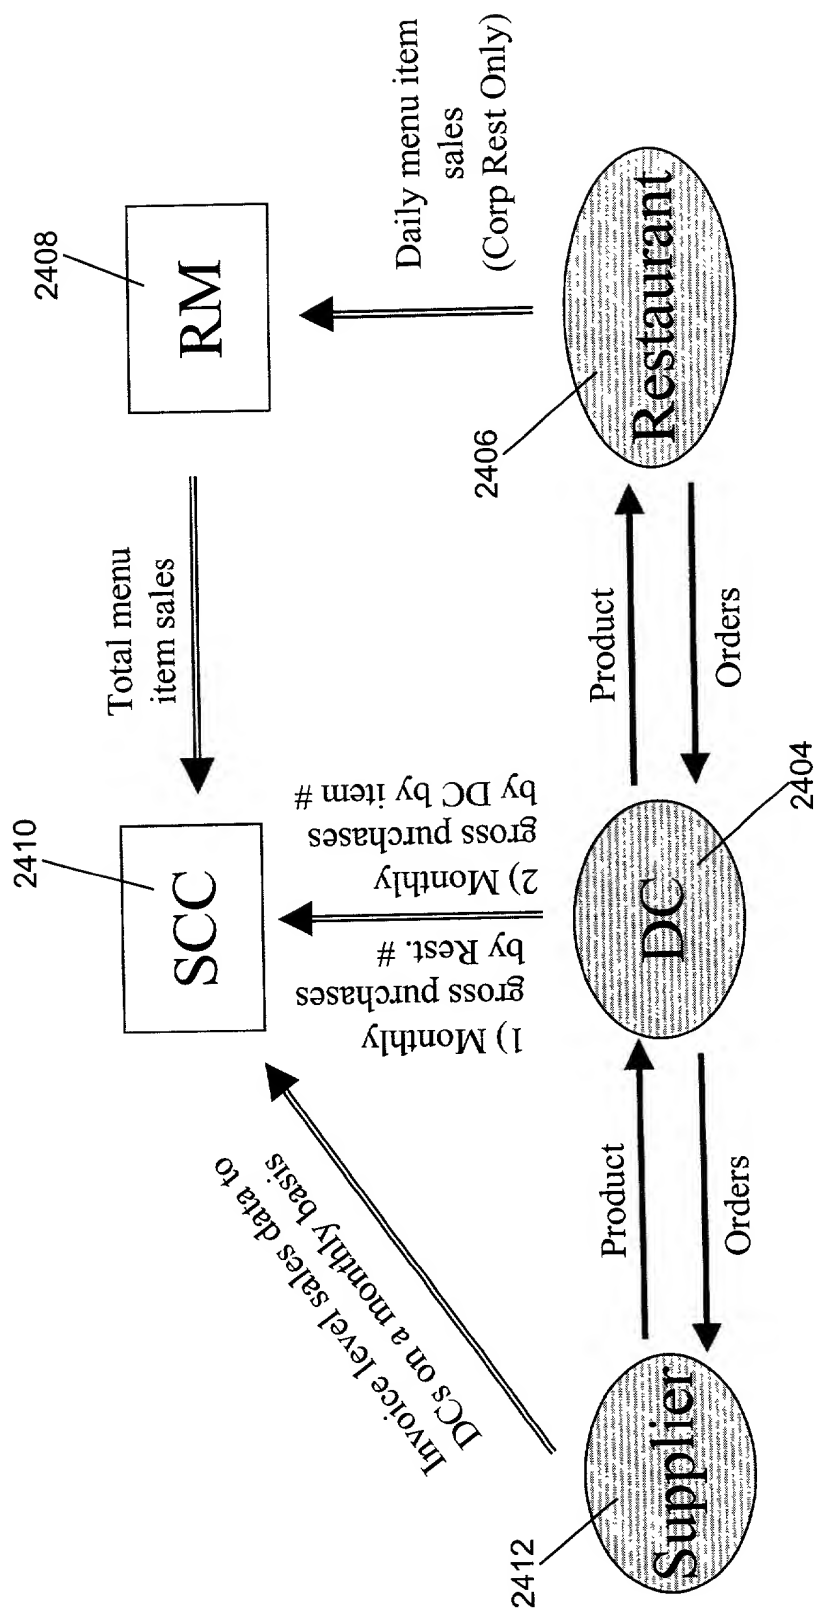 2410
SCC
2408
RM
Total menu
item sales
Invoice level sales data to
DCs on a monthly basis
1) Monthly
gross purchases
by Rest. #
2) Monthly
gross purchases
by DC by item #
Daily menu item
sales
(Corp Rest Only)
2412
Supplier
Product
Orders
DC
2404
Product
Orders
2406
Restaurant